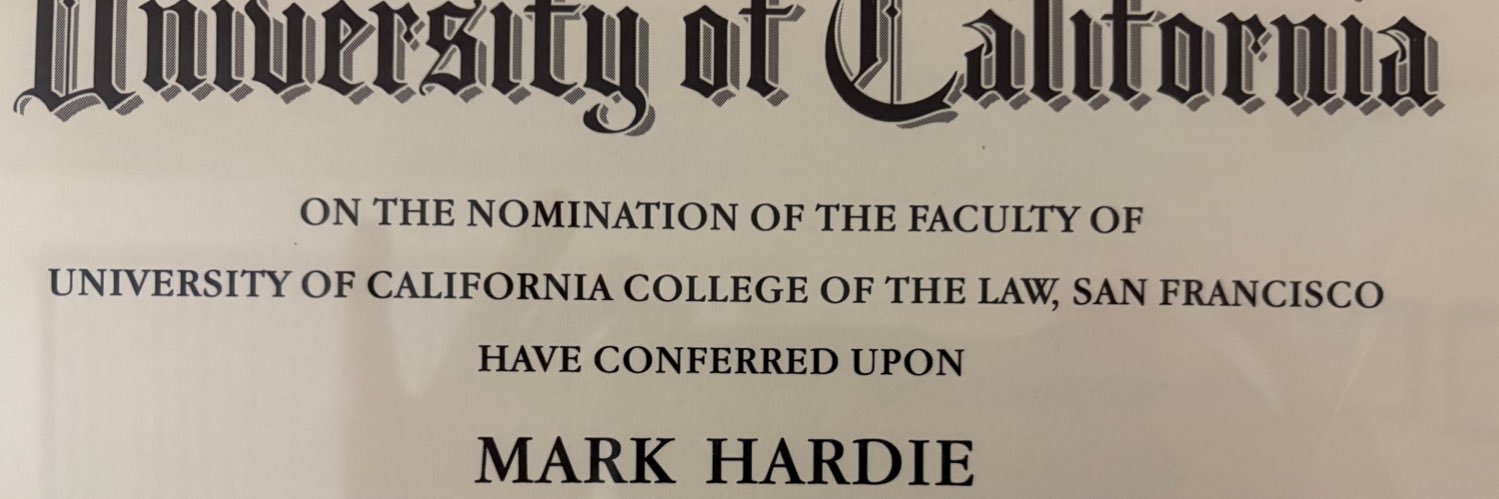 University of California
ON THE NOMINATION OF THE FACULTY OF
UNIVERSITY OF CALIFORNIA COLLEGE OF THE LAW, SAN FRANCISCO
HAVE CONFERRED UPON
MARK HARDIE